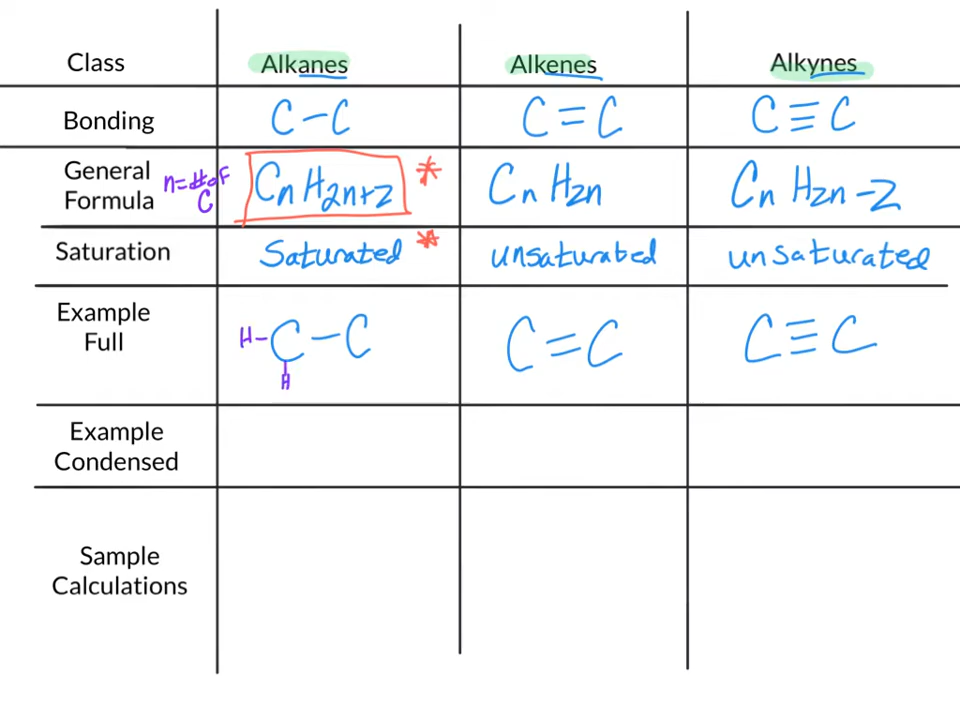 Class Alkanes Alkenes Alkynes
Bonding C–C C=C C≡C
General
Formula n=# of C CnH2n+2 * CnH2n CnH2n-2
Saturation Saturated * unsaturated unsaturated
Example
Full H–C–C C=C C≡C
H
Example
Condensed
Sample
Calculations